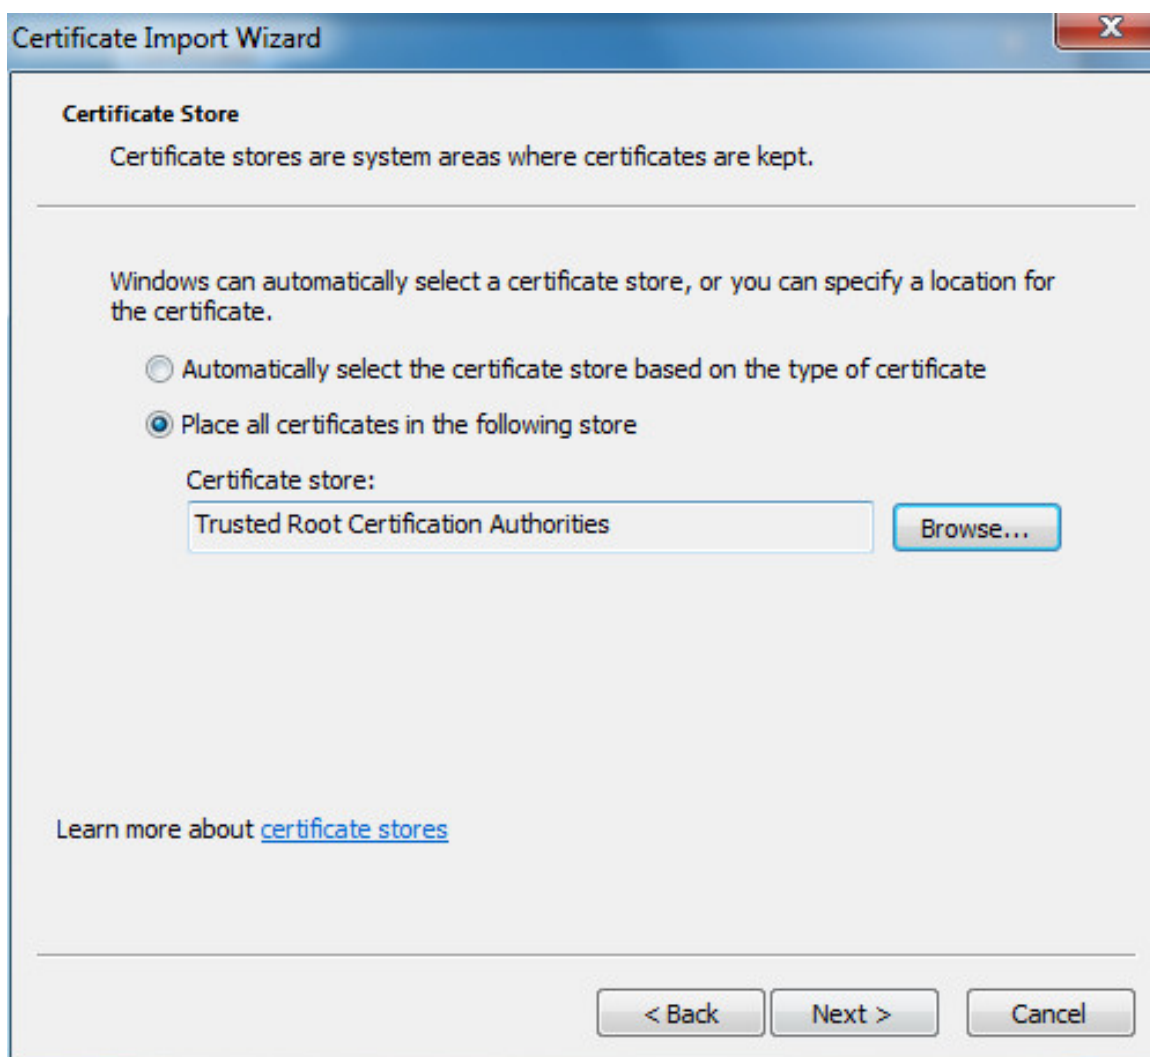 Certificate Import Wizard
X
Certificate Store
Certificate stores are system areas where certificates are kept.
Windows can automatically select a certificate store, or you can specify a location for
the certificate.
Automatically select the certificate store based on the type of certificate
Place all certificates in the following store
Certificate store:
Trusted Root Certification Authorities
Browse...
Learn more about certificate stores
< Back
Next >
Cancel